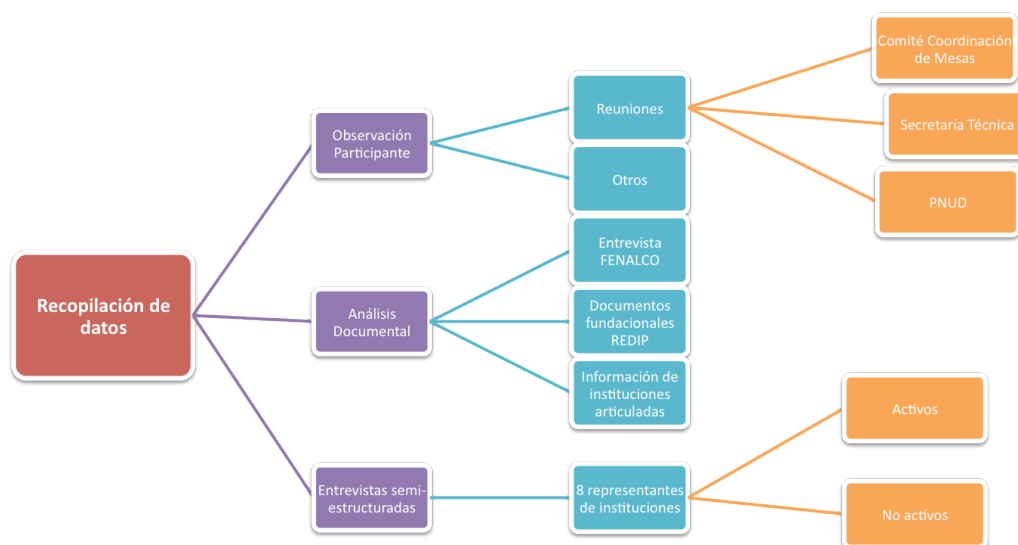 Recopilación de
datos
Observación
Participante
Análisis
Documental
Entrevistas semi-
estructuradas
Reuniones
Otros
Entrevista
FENALCO
Documentos
fundacionales
REDIP
Información de
instituciones
articuladas
8 representantes
de instituciones
Comité Coordinación
de Mesas
Secretaría Técnica
PNUD
Activos
No activos